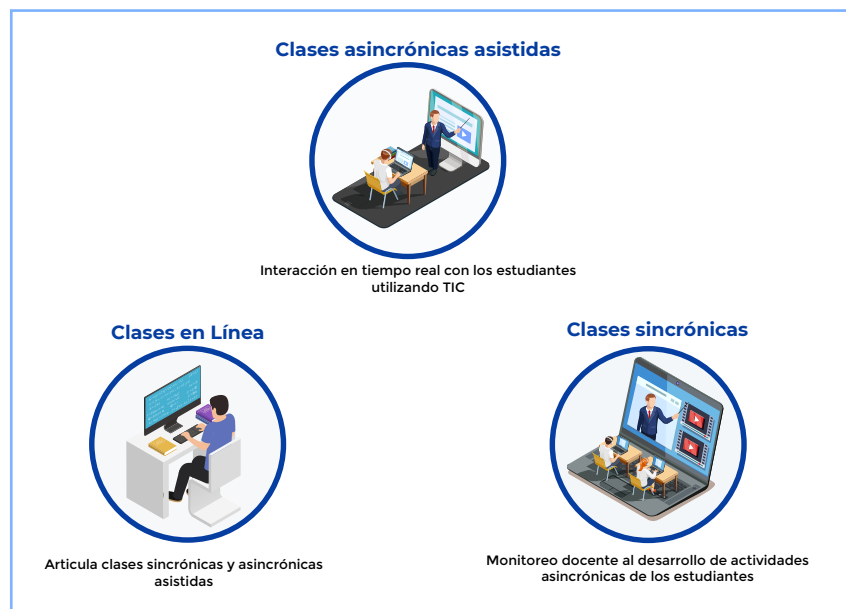 Clases asincrónicas asistidas
Interacción en tiempo real con los estudiantes
utilizando TIC
Clases en Línea
Articula clases sincrónicas y asincrónicas
asistidas
Clases sincrónicas
Monitoreo docente al desarrollo de actividades
asincrónicas de los estudiantes